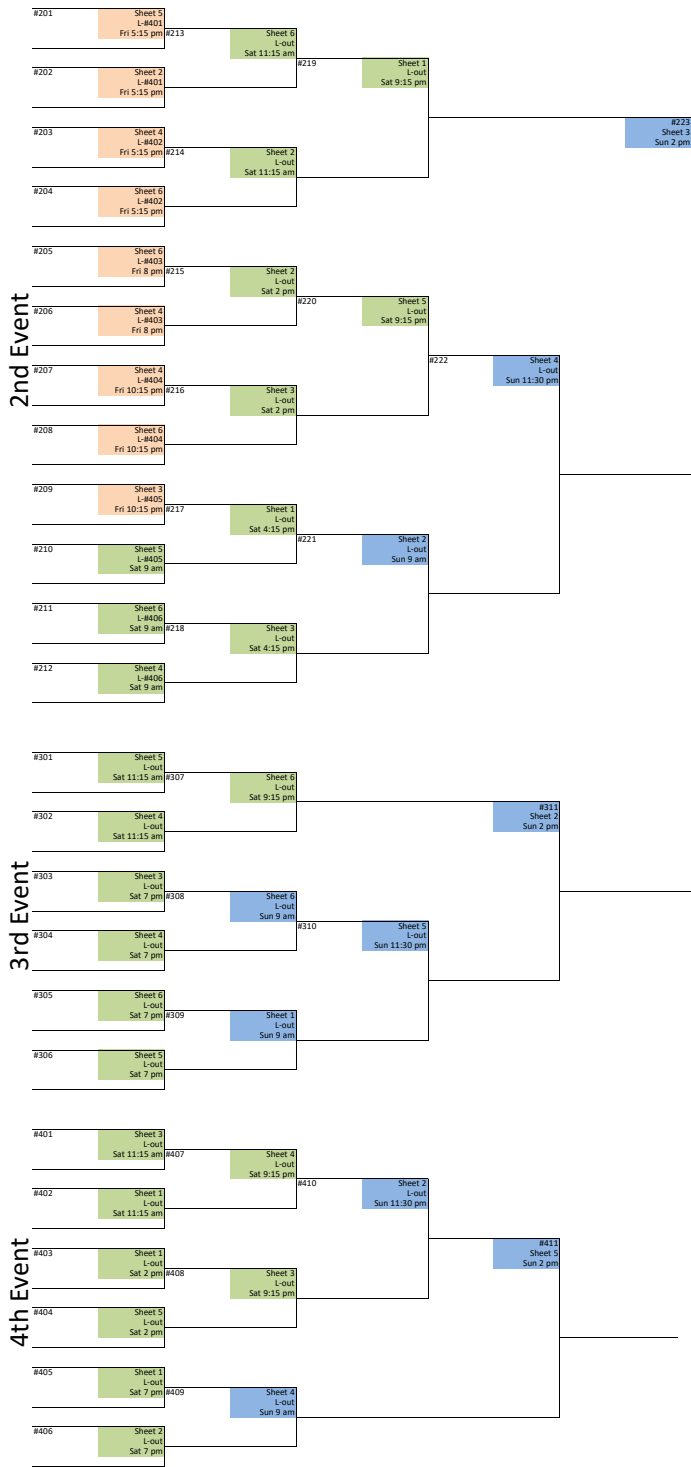 2nd Event
#201
Sheet 5
L-#401
Fri 5:15 pm
#213
Sheet 6
L-out
Sat 11:15 am
#202
Sheet 2
L-#401
Fri 5:15 pm
#219
Sheet 1
L-out
Sat 9:15 pm
#203
Sheet 4
L-#402
Fri 5:15 pm
#214
Sheet 2
L-out
Sat 11:15 am
#204
Sheet 6
L-#402
Fri 5:15 pm
#223
Sheet 3
Sun 2 pm
#205
Sheet 6
L-#403
Fri 8 pm
#215
Sheet 2
L-out
Sat 2 pm
#206
Sheet 4
L-#403
Fri 8 pm
#220
Sheet 5
L-out
Sat 9:15 pm
#207
Sheet 4
L-#404
Fri 10:15 pm
#216
Sheet 3
L-out
Sat 2 pm
#208
Sheet 6
L-#404
Fri 10:15 pm
#222
Sheet 4
L-out
Sun 11:30 pm
#209
Sheet 3
L-#405
Fri 10:15 pm
#217
Sheet 1
L-out
Sat 4:15 pm
#210
Sheet 5
L-#405
Sat 9 am
#221
Sheet 2
L-out
Sun 9 am
#211
Sheet 6
L-#406
Sat 9 am
#218
Sheet 3
L-out
Sat 4:15 pm
#212
Sheet 4
L-#406
Sat 9 am
3rd Event
#301
Sheet 5
L-out
Sat 11:15 am
#307
Sheet 6
L-out
Sat 9:15 pm
#302
Sheet 4
L-out
Sat 11:15 am
#311
Sheet 2
Sun 2 pm
#303
Sheet 3
L-out
Sat 7 pm
#308
Sheet 6
L-out
Sun 9 am
#304
Sheet 4
L-out
Sat 7 pm
#310
Sheet 5
L-out
Sun 11:30 pm
#305
Sheet 6
L-out
Sat 7 pm
#309
Sheet 1
L-out
Sun 9 am
#306
Sheet 5
L-out
Sat 7 pm
4th Event
#401
Sheet 3
L-out
Sat 11:15 am
#407
Sheet 4
L-out
Sat 9:15 pm
#402
Sheet 1
L-out
Sat 11:15 am
#410
Sheet 2
L-out
Sun 11:30 pm
#403
Sheet 1
L-out
Sat 2 pm
#408
Sheet 3
L-out
Sat 9:15 pm
#404
Sheet 5
L-out
Sat 2 pm
#411
Sheet 5
Sun 2 pm
#405
Sheet 1
L-out
Sat 7 pm
#409
Sheet 4
L-out
Sun 9 am
#406
Sheet 2
L-out
Sat 7 pm